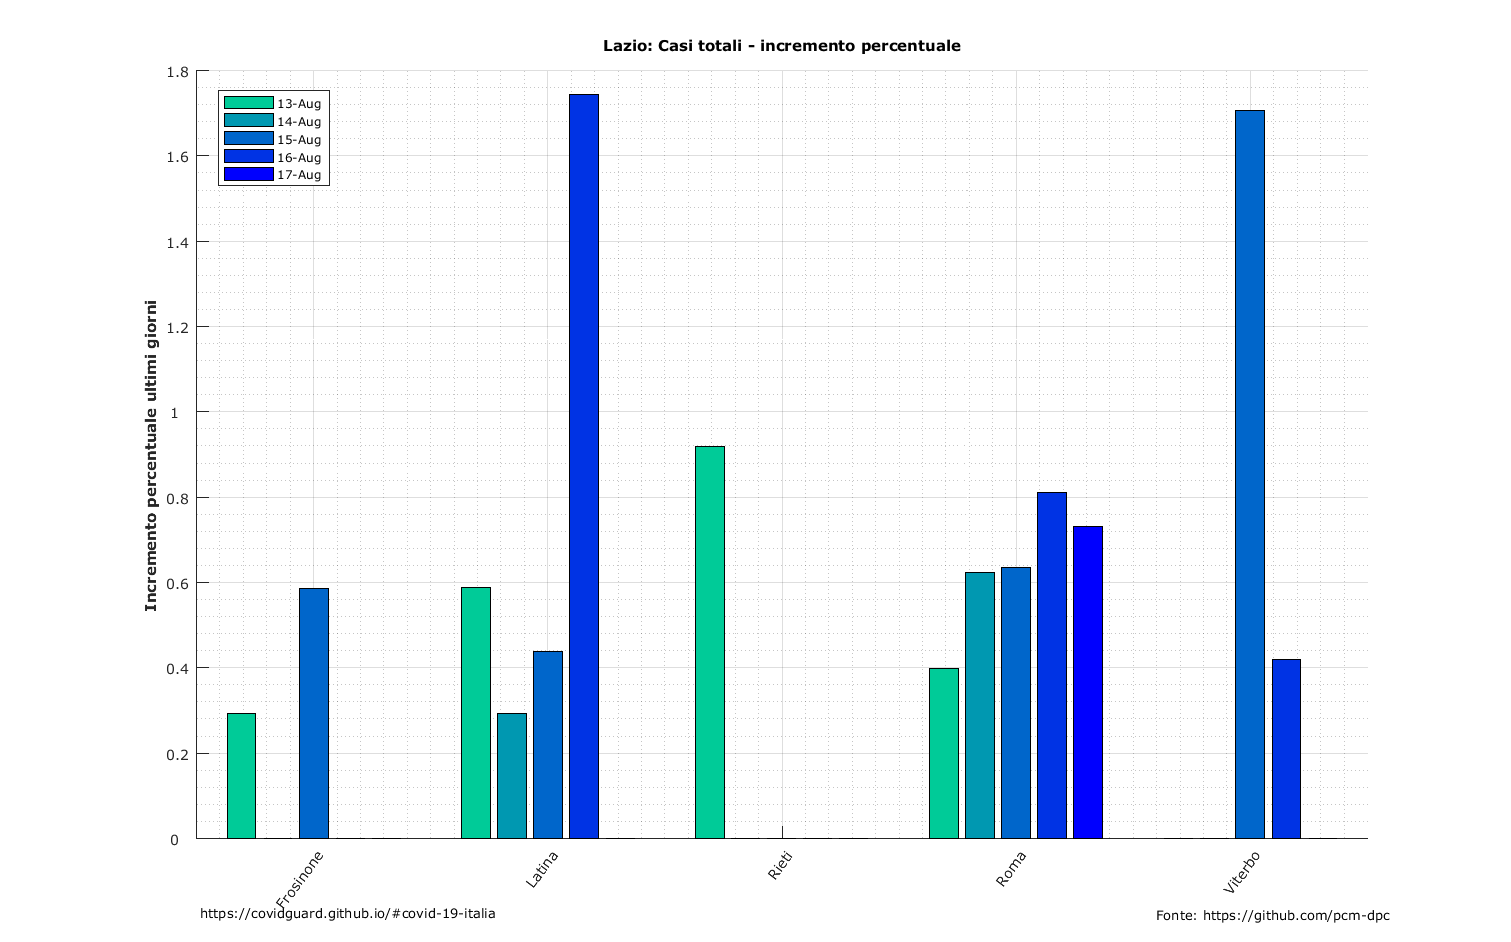 Lazio: Casi totali - incremento percentuale
Incremento percentuale ultimi giorni
1.8
1.6
1.4
1.2
1
0.8
0.6
0.4
0.2
0
13-Aug
14-Aug
15-Aug
16-Aug
17-Aug
Frosinone
Latina
Rieti
Roma
Viterbo
https://covidguard.github.io/#covid-19-italia
Fonte: https://github.com/pcm-dpc